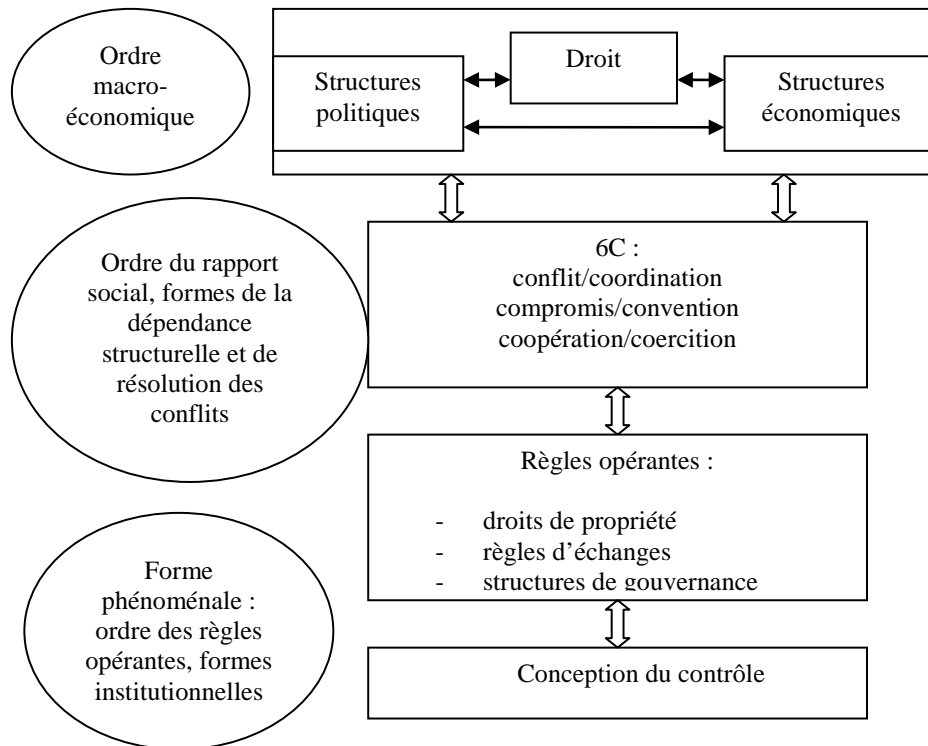 Ordre
macro-
économique
Structures
politiques
Droit
Structures
économiques
Ordre du rapport
social, formes de la
dépendance
structurelle et de
résolution des
conflits
6C :
conflit/coordination
compromis/convention
coopération/coercition
Règles opérantes :
- droits de propriété
- règles d’échanges
- structures de gouvernance
Forme
phénoménale :
ordre des règles
opérantes, formes
institutionnelles
Conception du contrôle